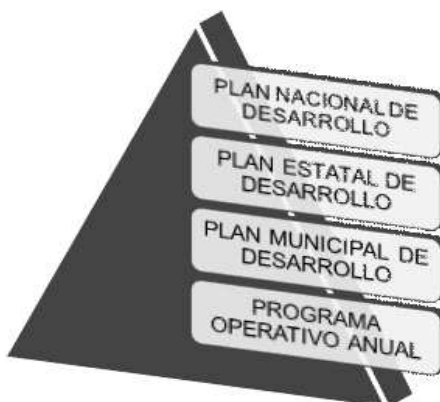 PLAN NACIONAL DE
DESARROLLO
PLAN ESTATAL DE
DESARROLLO
PLAN MUNICIPAL DE
DESARROLLO
PROGRAMA
OPERATIVO ANUAL